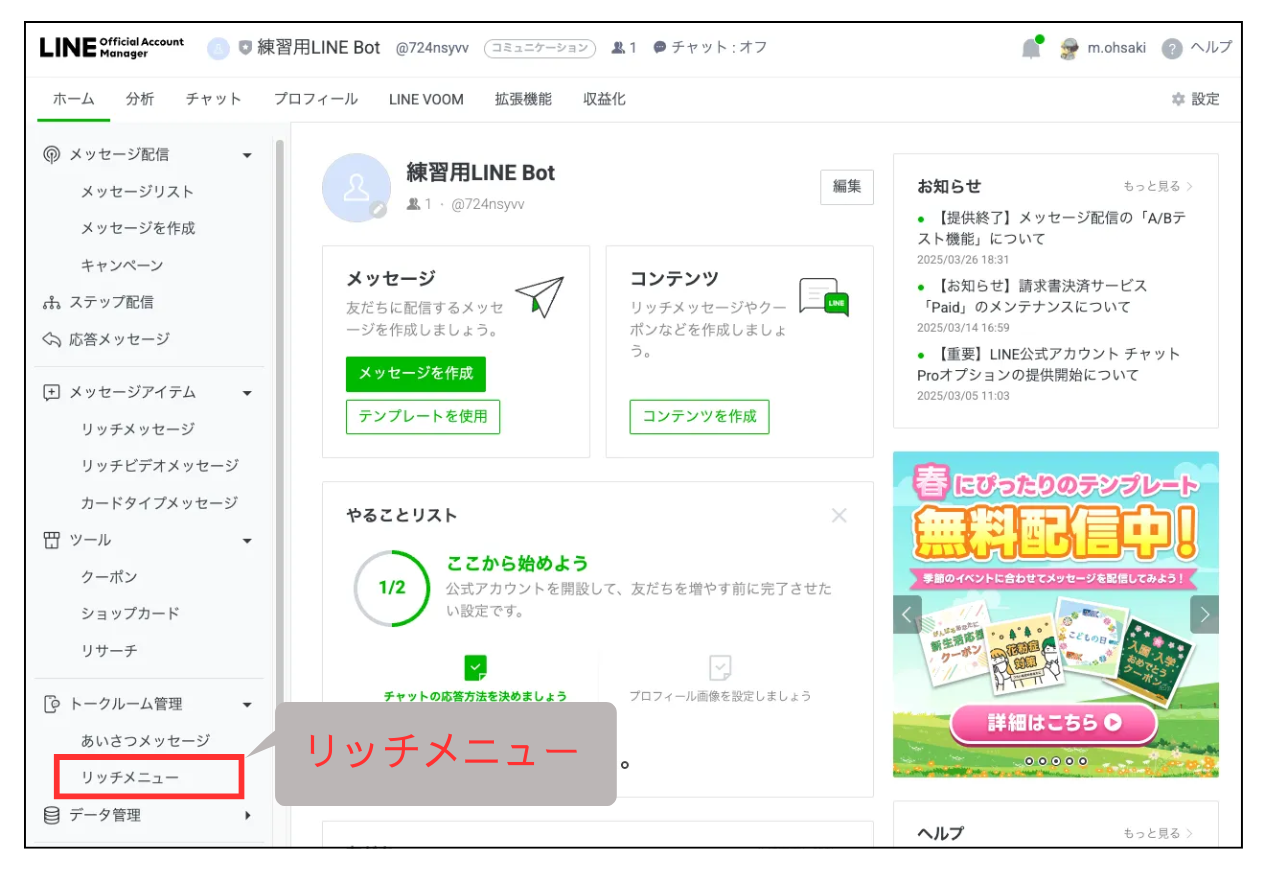 LINE Official Account Manager
練習用LINE Bot @724nsyvv コミュニケーション 1 チャット : オフ
m.ohsaki ? ヘルプ
ホーム 分析 チャット プロフィール LINE VOOM 拡張機能 収益化 設定
メッセージ配信
メッセージリスト
メッセージを作成
キャンペーン
ステップ配信
応答メッセージ
メッセージアイテム
リッチメッセージ
リッチビデオメッセージ
カードタイプメッセージ
ツール
クーポン
ショップカード
リサーチ
トークルーム管理
あいさつメッセージ
リッチメニュー
データ管理
リッチメニュー
練習用LINE Bot
1 · @724nsyvv
編集
メッセージ
友だちに配信するメッセ
ージを作成しましょう。
メッセージを作成
テンプレートを使用
コンテンツ
リッチメッセージやクー
ポンなどを作成しましょ
う。
LINE
コンテンツを作成
やることリスト
1/2
ここから始めよう
公式アカウントを開設して、友だちを増やす前に完了させた
い設定です。
チャットの応答方法を決めましょう
プロフィール画像を設定しましょう
。
お知らせ
もっと見る
【提供終了】メッセージ配信の「A/Bテ
スト機能」について
2025/03/26 18:31
【お知らせ】請求書決済サービス
「Paid」のメンテナンスについて
2025/03/14 16:59
【重要】LINE公式アカウント チャット
Proオプションの提供開始について
2025/03/05 11:03
春にぴったりのテンプレート
無料配信中!
季節のイベントに合わせてメッセージを配信してみよう!
がんばるあなたに
新生活応援
クーポン
花粉症
対策
こどもの日
入園・入学
おめでとう
クーポン
詳細はこちら
ヘルプ
もっと見る